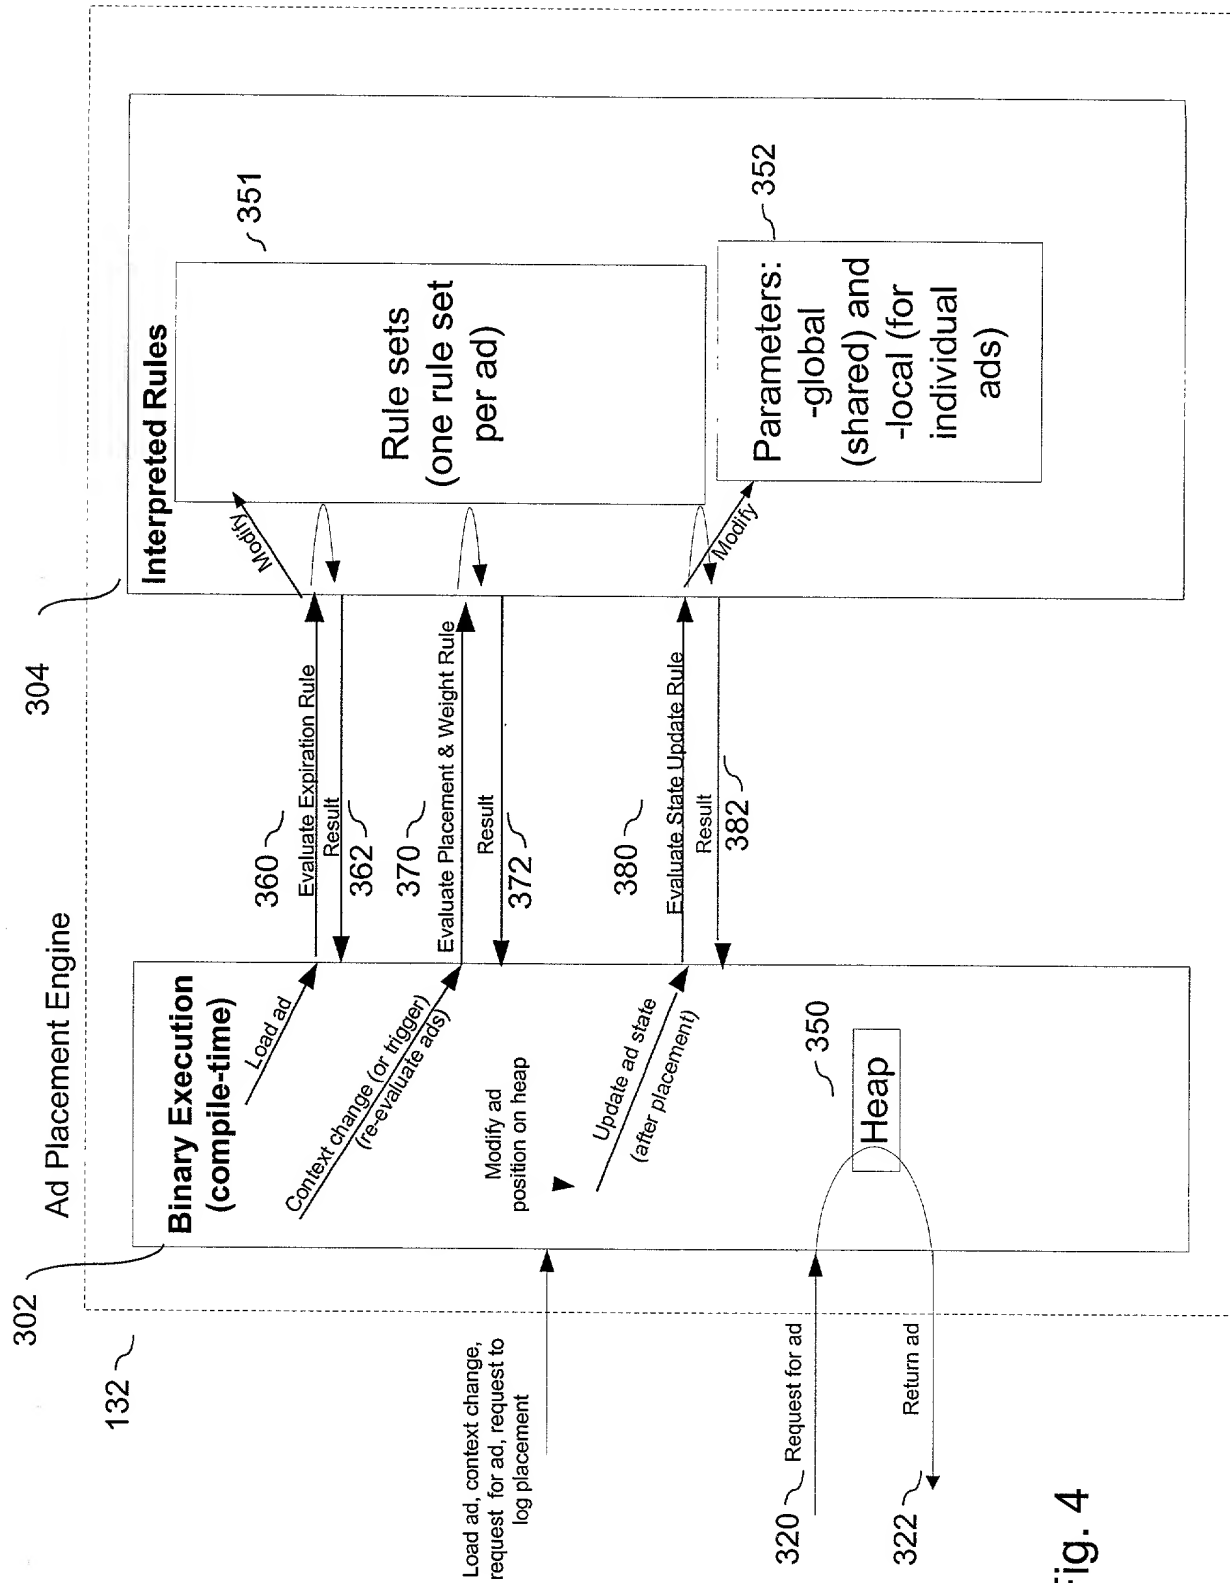 Ad Placement Engine
132
302
304
Binary Execution
(compile-time)
Interpreted Rules
Load ad
360
Evaluate Expiration Rule
Result
362
Modify
351
Rule sets
(one rule set
per ad)
Context change (or trigger)
(re-evaluate ads)
370
Evaluate Placement & Weight Rule
Result
372
Load ad, context change,
request for ad, request to
log placement
Modify ad
position on heap
Update ad state
(after placement)
380
Evaluate State Update Rule
Result
382
Modify
352
Parameters:
-global
(shared) and
-local (for
individual
ads)
350
Heap
320
Request for ad
322
Return ad
Fig. 4